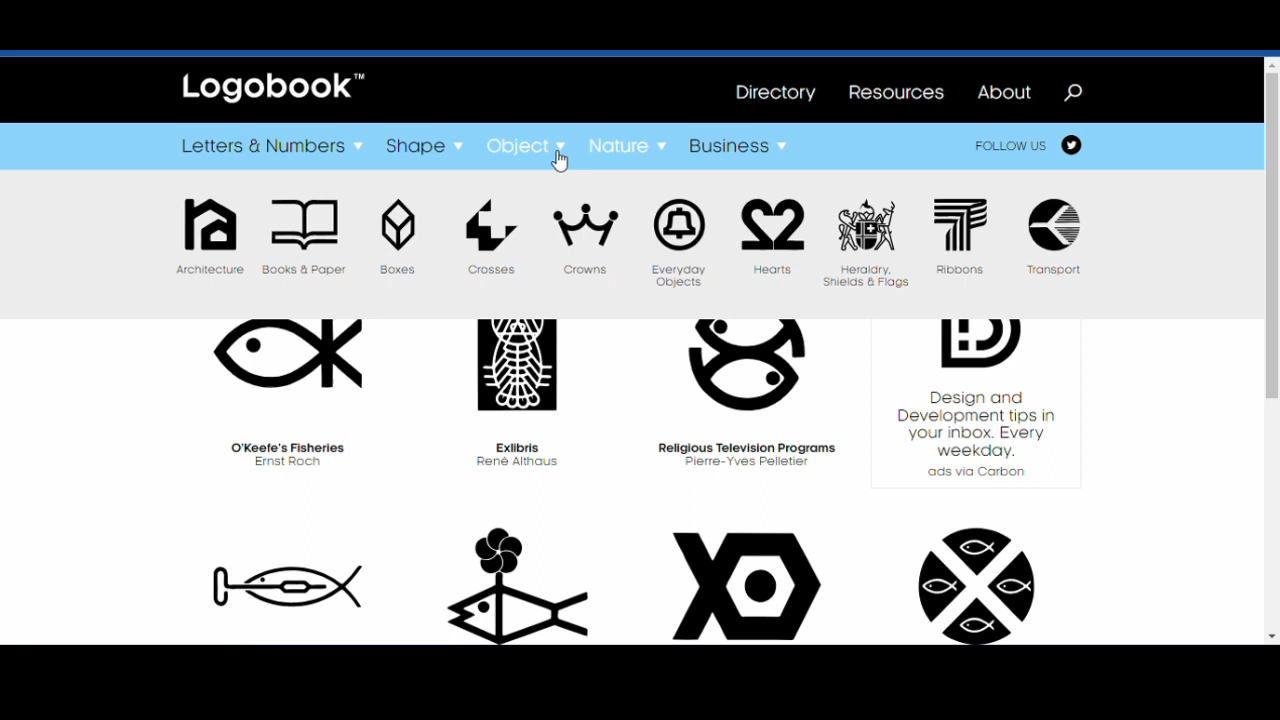 Logobook™
Directory Resources About
Letters & Numbers Shape Object Nature Business FOLLOW US
Architecture Books & Paper Boxes Crosses Crowns Everyday Objects Hearts Heraldry, Shields & Flags Ribbons Transport
Design and
Development tips in
your inbox. Every
weekday.
ads via Carbon
O'Keefe's Fisheries Exlibris Religious Television Programs
Ernst Roch René Althaus Pierre-Yves Pelletier